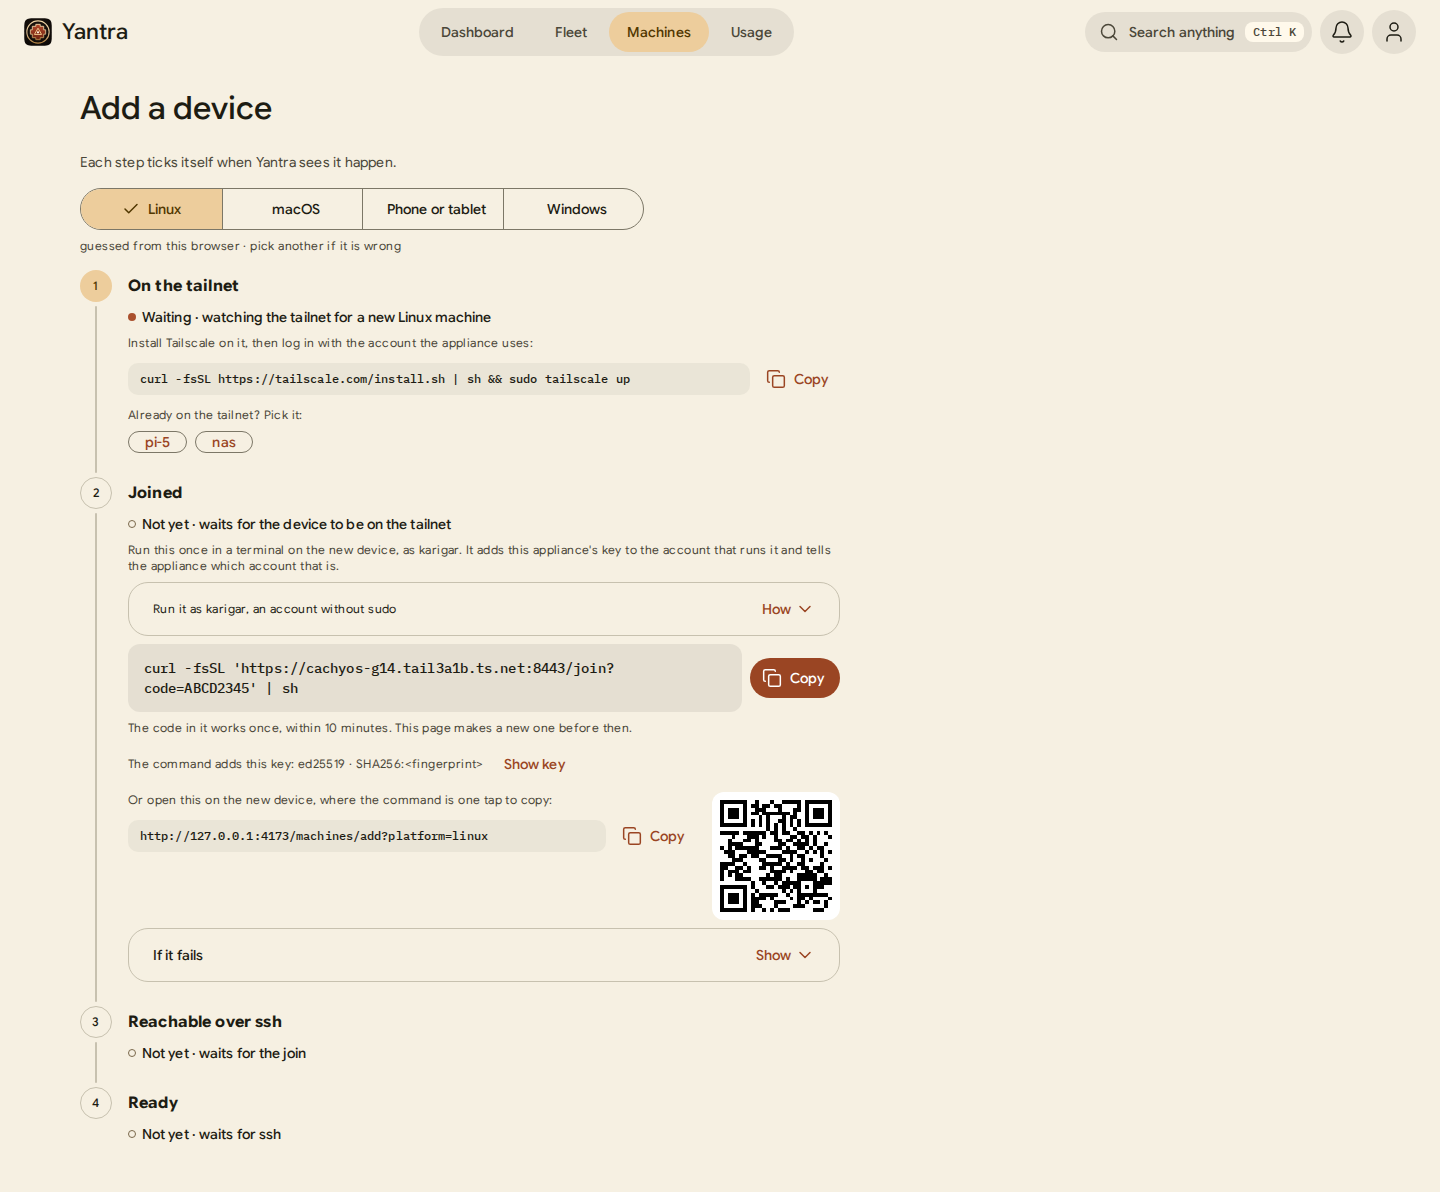 Yantra
Dashboard
Fleet
Machines
Usage
Search anything
Ctrl K
Add a device
Each step ticks itself when Yantra sees it happen.
Linux
macOS
Phone or tablet
Windows
guessed from this browser · pick another if it is wrong
1
On the tailnet
Waiting · watching the tailnet for a new Linux machine
Install Tailscale on it, then log in with the account the appliance uses:
curl -fsSL https://tailscale.com/install.sh | sh && sudo tailscale up
Copy
Already on the tailnet? Pick it:
pi-5
nas
2
Joined
Not yet · waits for the device to be on the tailnet
Run this once in a terminal on the new device, as karigar. It adds this appliance's key to the account that runs it and tells
the appliance which account that is.
Run it as karigar, an account without sudo
How
curl -fsSL 'https://cachyos-g14.tail3a1b.ts.net:8443/join?
code=ABCD2345' | sh
Copy
The code in it works once, within 10 minutes. This page makes a new one before then.
The command adds this key: ed25519 · SHA256:<fingerprint>
Show key
Or open this on the new device, where the command is one tap to copy:
http://127.0.0.1:4173/machines/add?platform=linux
Copy
If it fails
Show
3
Reachable over ssh
Not yet · waits for the join
4
Ready
Not yet · waits for ssh